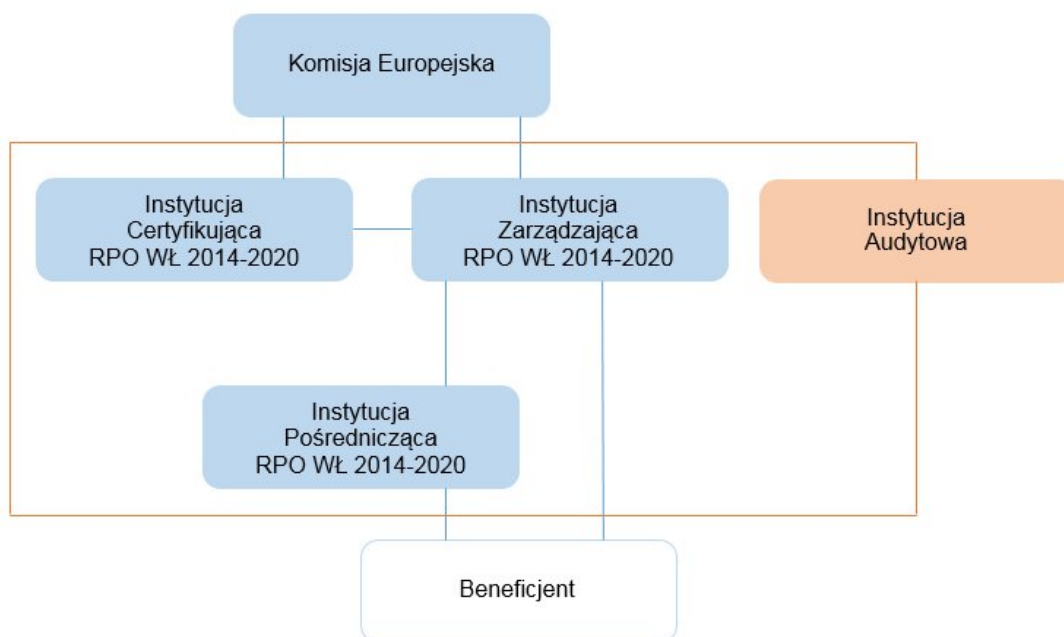 Komisja Europejska
Instytucja
Certyfikująca
RPO WŁ 2014-2020
Instytucja
Zarządzająca
RPO WŁ 2014-2020
Instytucja
Audytowa
Instytucja
Pośrednicząca
RPO WŁ 2014-2020
Beneficjent